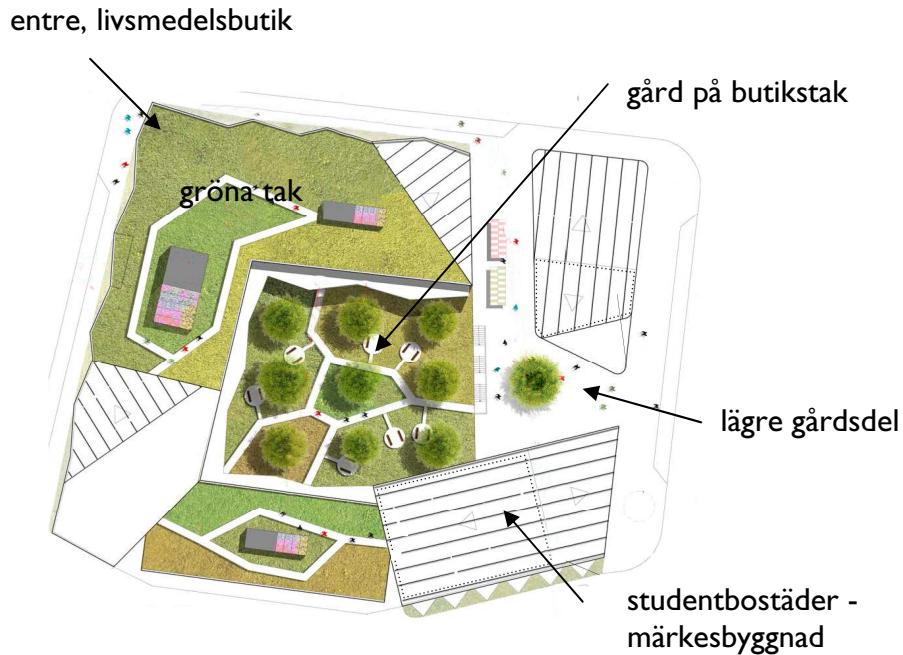 entre, livsmedelsbutik
gård på butikstak
gröna tak
lägre gårdsdel
studentbostäder -
märkesbyggnad